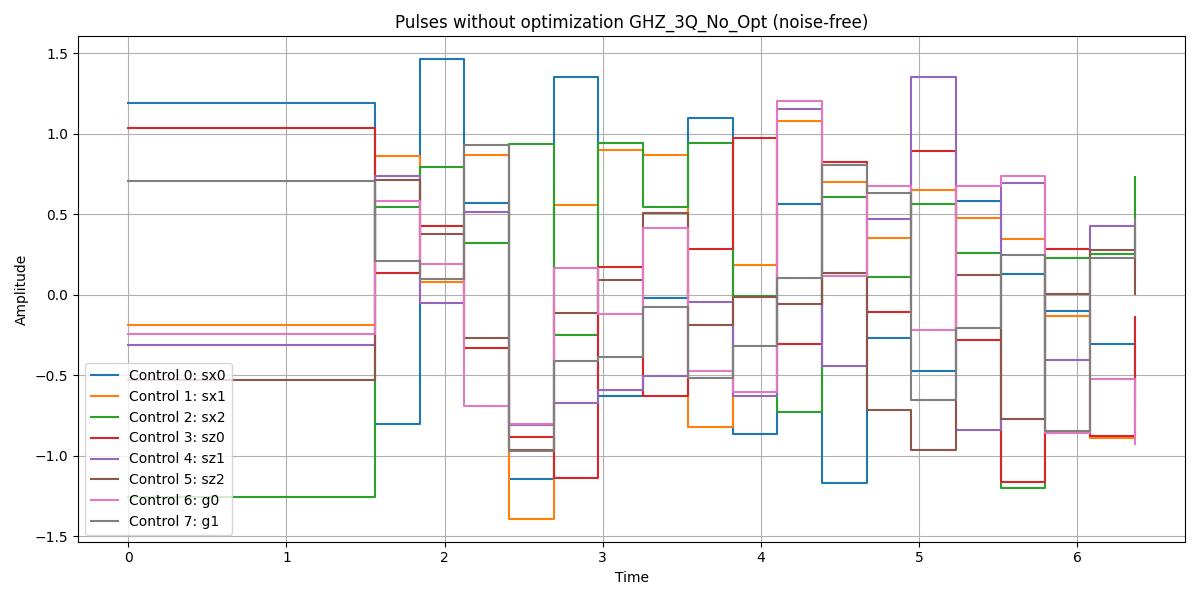 Pulses without optimization GHZ_3Q_No_Opt (noise-free)
1.5
1.0
0.5
0.0
−0.5
−1.0
−1.5
Amplitude
Control 0: sx0
Control 1: sx1
Control 2: sx2
Control 3: sz0
Control 4: sz1
Control 5: sz2
Control 6: g0
Control 7: g1
0 1 2 3 4 5 6
Time